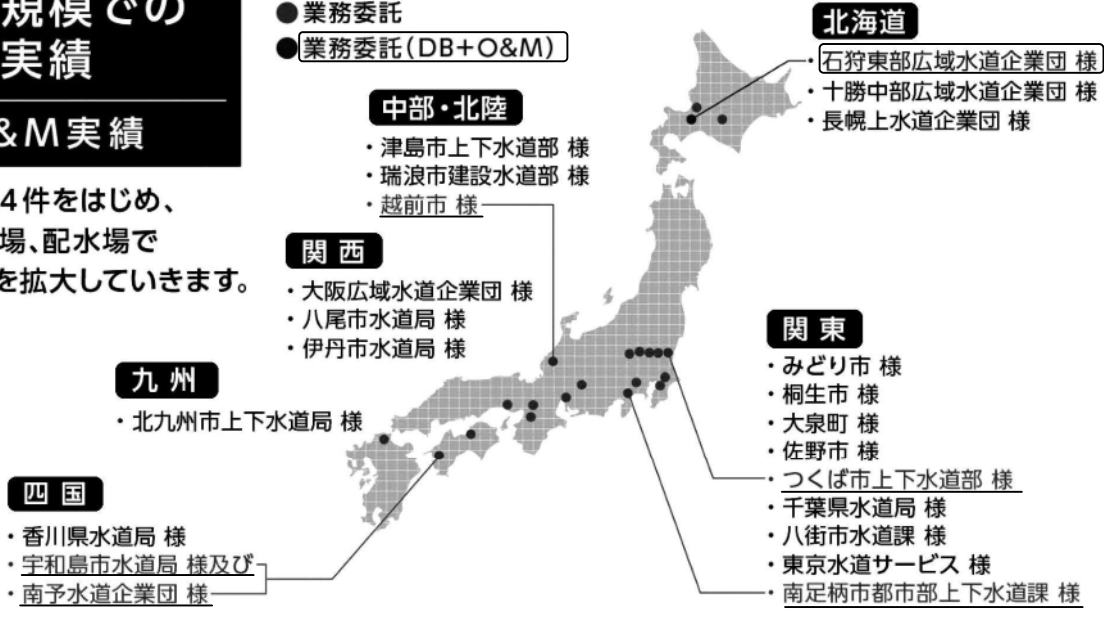 規模での
実績
&M実績
4件をはじめ、
場、配水場で
を拡大していきます。
●業務委託
●業務委託(DB+O&M)
北海道
・石狩東部広域水道企業団 様
・十勝中部広域水道企業団 様
・長幌上水道企業団 様
中部・北陸
・津島市上下水道部 様
・瑞浪市建設水道部 様
・越前市 様
関西
・大阪広域水道企業団 様
・八尾市水道局 様
・伊丹市水道局 様
関東
・みどり市 様
・桐生市 様
・大泉町 様
・佐野市 様
・つくば市上下水道部 様
・千葉県水道局 様
・八街市水道課 様
・東京水道サービス 様
・南足柄市都市部上下水道課 様
九州
・北九州市上下水道局 様
四国
・香川県水道局 様
・宇和島市水道局 様及び
・南予水道企業団 様